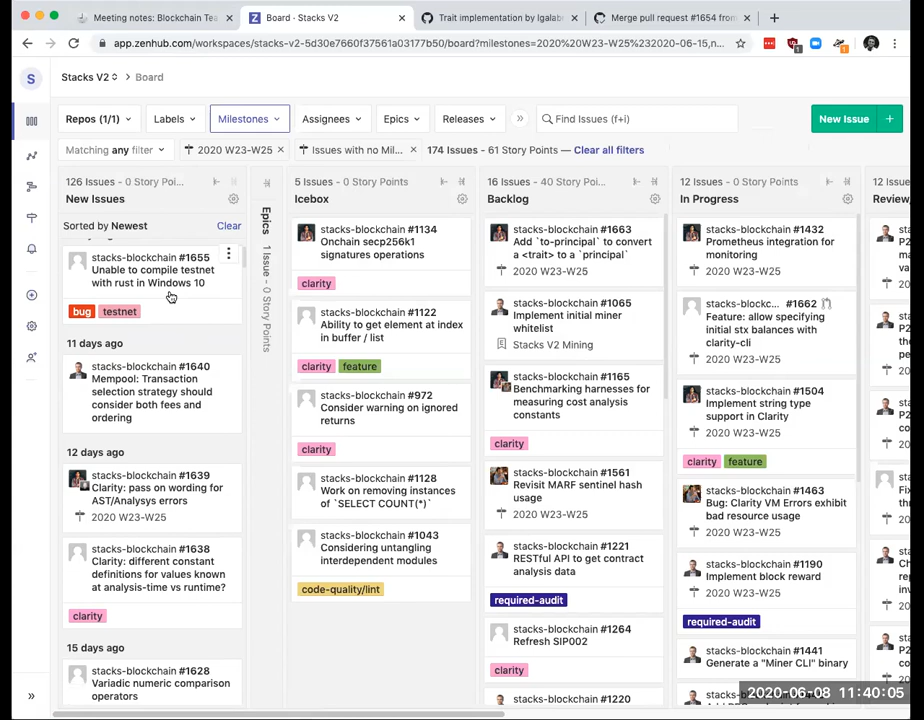 Meeting notes: Blockchain Tea
Board · Stacks V2
Trait implementation by lgalab
Merge pull request #1654 from
app.zenhub.com/workspaces/stacks-v2-5d30e7660f37561a03177b50/board?milestones=2020%20W23-W25%232020-06-15,n...
S
Stacks V2
Board
Repos (1/1)
Labels
Milestones
Assignees
Epics
Releases
Find Issues (f+i)
New Issue
Matching any filter
2020 W23-W25
Issues with no Mil...
174 Issues - 61 Story Points — Clear all filters
126 Issues - 0 Story Poi...
New Issues
Sorted by Newest
Clear
stacks-blockchain #1655
Unable to compile testnet
with rust in Windows 10
bug
testnet
11 days ago
stacks-blockchain #1640
Mempool: Transaction
selection strategy should
consider both fees and
ordering
12 days ago
stacks-blockchain #1639
Clarity: pass on wording for
AST/Analysys errors
2020 W23-W25
stacks-blockchain #1638
Clarity: different constant
definitions for values known
at analysis-time vs runtime?
clarity
15 days ago
stacks-blockchain #1628
Variadic numeric comparison
operators
Epics 1 Issue - 0 Story Points
5 Issues - 0 Story Points
Icebox
stacks-blockchain #1134
Onchain secp256k1
signatures operations
clarity
stacks-blockchain #1122
Ability to get element at index
in buffer / list
clarity
feature
stacks-blockchain #972
Consider warning on ignored
returns
clarity
stacks-blockchain #1128
Work on removing instances
of `SELECT COUNT(*)`
stacks-blockchain #1043
Considering untangling
interdependent modules
code-quality/lint
16 Issues - 40 Story Poi...
Backlog
stacks-blockchain #1663
Add `to-principal` to convert
a <trait> to a `principal`
2020 W23-W25
stacks-blockchain #1065
Implement initial miner
whitelist
Stacks V2 Mining
stacks-blockchain #1165
Benchmarking harnesses for
measuring cost analysis
constants
clarity
stacks-blockchain #1561
Revisit MARF sentinel hash
usage
2020 W23-W25
stacks-blockchain #1221
RESTful API to get contract
analysis data
required-audit
stacks-blockchain #1264
Refresh SIP002
clarity
stacks-blockchain #1220
12 Issues - 0 Story Points
In Progress
stacks-blockchain #1432
Prometheus integration for
monitoring
2020 W23-W25
stacks-blockc... #1662
Feature: allow specifying
initial stx balances with
clarity-cli
2020 W23-W25
stacks-blockchain #1504
Implement string type
support in Clarity
2020 W23-W25
clarity
feature
stacks-blockchain #1463
Bug: Clarity VM Errors exhibit
bad resource usage
2020 W23-W25
stacks-blockchain #1190
Implement block reward
2020 W23-W25
required-audit
stacks-blockchain #1441
Generate a "Miner CLI" binary
12 Issue
Review
2020-06-08 11:40:05